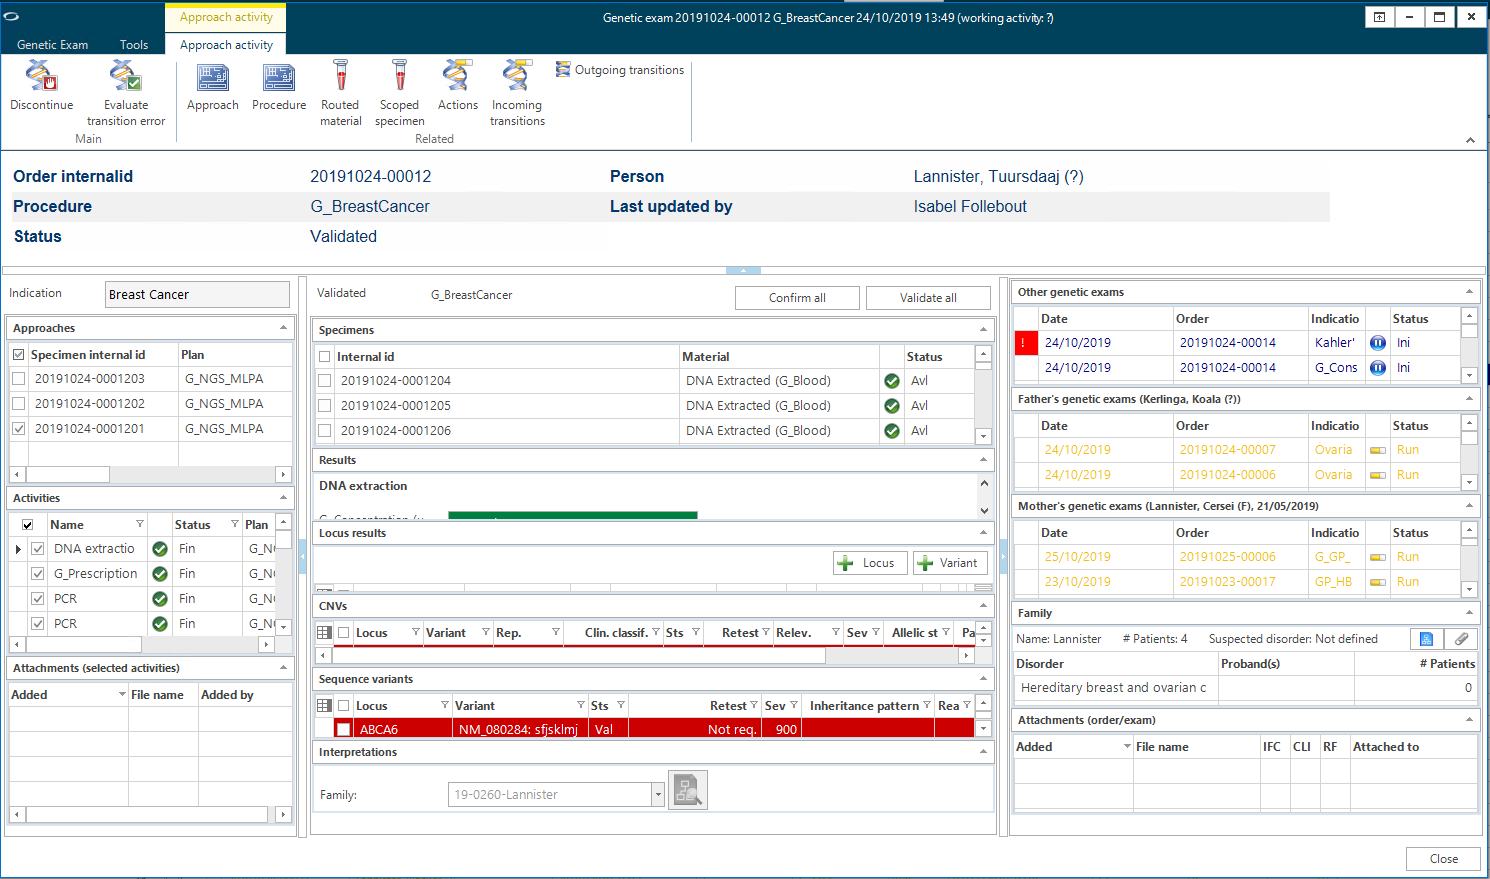 Approach activity
Genetic exam 20191024-00012 G_BreastCancer 24/10/2019 13:49 (working activity: ?)
Genetic Exam Tools Approach activity
Discontinue
Evaluate transition error
Approach
Procedure
Routed material
Scoped specimen
Actions
Incoming transitions
Outgoing transitions
Main
Related
Order internalid 20191024-00012 Person Lannister, Tuursdaaj (?)
Procedure G_BreastCancer Last updated by Isabel Follebout
Status Validated
Indication Breast Cancer
Approaches
Specimen internal id Plan
20191024-0001203 G_NGS_MLPA
20191024-0001202 G_NGS_MLPA
20191024-0001201 G_NGS_MLPA
Activities
Name Status Plan
DNA extractio Fin G_N
G_Prescription Fin G_N
PCR Fin G_N
PCR Fin G_N
Attachments (selected activities)
Added File name Added by
Validated G_BreastCancer Confirm all Validate all
Specimens
Internal id Material Status
20191024-0001204 DNA Extracted (G_Blood) Avl
20191024-0001205 DNA Extracted (G_Blood) Avl
20191024-0001206 DNA Extracted (G_Blood) Avl
Results
DNA extraction
Locus results
Locus Variant
CNVs
Locus Variant Rep. Clin. classif. Sts Retest Relev. Sev Allelic st Pa
Sequence variants
Locus Variant Sts Retest Sev Inheritance pattern Rea
ABCA6 NM_080284: sfjsklmj Val Not req. 900
Interpretations
Family: 19-0260-Lannister
Other genetic exams
Date Order Indicatio Status
! 24/10/2019 20191024-00014 Kahler' Ini
24/10/2019 20191024-00014 G_Cons Ini
Father's genetic exams (Kerlinga, Koala (?))
Date Order Indicatio Status
24/10/2019 20191024-00007 Ovaria Run
24/10/2019 20191024-00006 Ovaria Run
Mother's genetic exams (Lannister, Cersei (F), 21/05/2019)
Date Order Indicatio Status
25/10/2019 20191025-00006 G_GP_ Run
23/10/2019 20191023-00017 GP_HB Run
Family
Name: Lannister # Patients: 4 Suspected disorder: Not defined
Disorder Proband(s) # Patients
Hereditary breast and ovarian c 0
Attachments (order/exam)
Added File name IFC CLI RF Attached to
Close